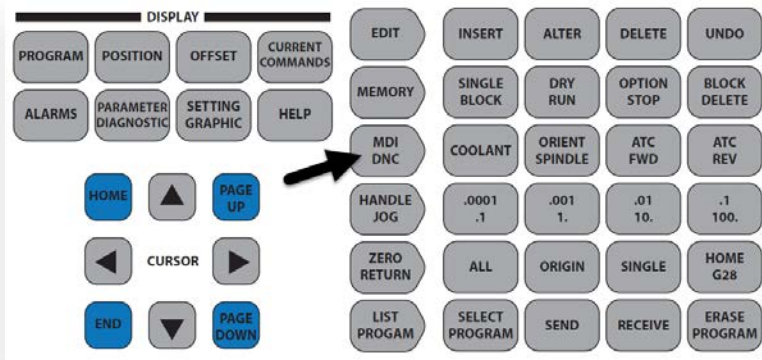 DISPLAY
PROGRAM POSITION OFFSET CURRENT
COMMANDS
ALARMS PARAMETER
DIAGNOSTIC SETTING
GRAPHIC HELP
HOME PAGE
UP
CURSOR
END PAGE
DOWN
EDIT INSERT ALTER DELETE UNDO
MEMORY SINGLE
BLOCK DRY
RUN OPTION
STOP BLOCK
DELETE
MDI
DNC COOLANT ORIENT
SPINDLE ATC
FWD ATC
REV
HANDLE
JOG .0001
.1 .001
1. .01
10. .1
100.
ZERO
RETURN ALL ORIGIN SINGLE HOME
G28
LIST
PROGAM SELECT
PROGRAM SEND RECEIVE ERASE
PROGRAM